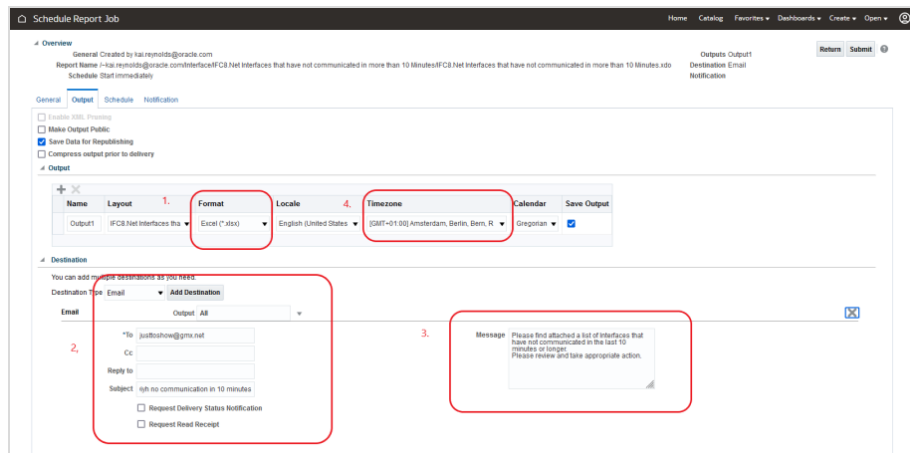 Schedule Report Job
Home Catalog Favorites Dashboards Create Open
Overview
General Created by kai.reynolds@oracle.com
Report Name /~kai.reynolds@oracle.com/Interface/IFC8.Net Interfaces that have not communicated in more than 10 Minutes/IFC8.Net Interfaces that have not communicated in more than 10 Minutes.xdo
Schedule Start immediately
Outputs Output1
Destination Email
Notification
Return Submit
General Output Schedule Notification
Enable XML Pruning
Make Output Public
Save Data for Republishing
Compress output prior to delivery
Output
1. 4.
Name Layout Format Locale Timezone Calendar Save Output
Output1 IFC8.Net Interfaces tha Excel (*.xlsx) English (United States [GMT+01:00] Amsterdam, Berlin, Bern, R Gregorian
Destination
You can add multiple destinations as you need.
Destination Type Email Add Destination
Email Output All
2,
*To justtoshow@gmx.net
Cc
Reply to
Subject no communication in 10 minutes
Request Delivery Status Notification
Request Read Receipt
3.
Message Please find attached a list of Interfaces that
have not communicated in the last 10
minutes or longer.
Please review and take appropriate action.